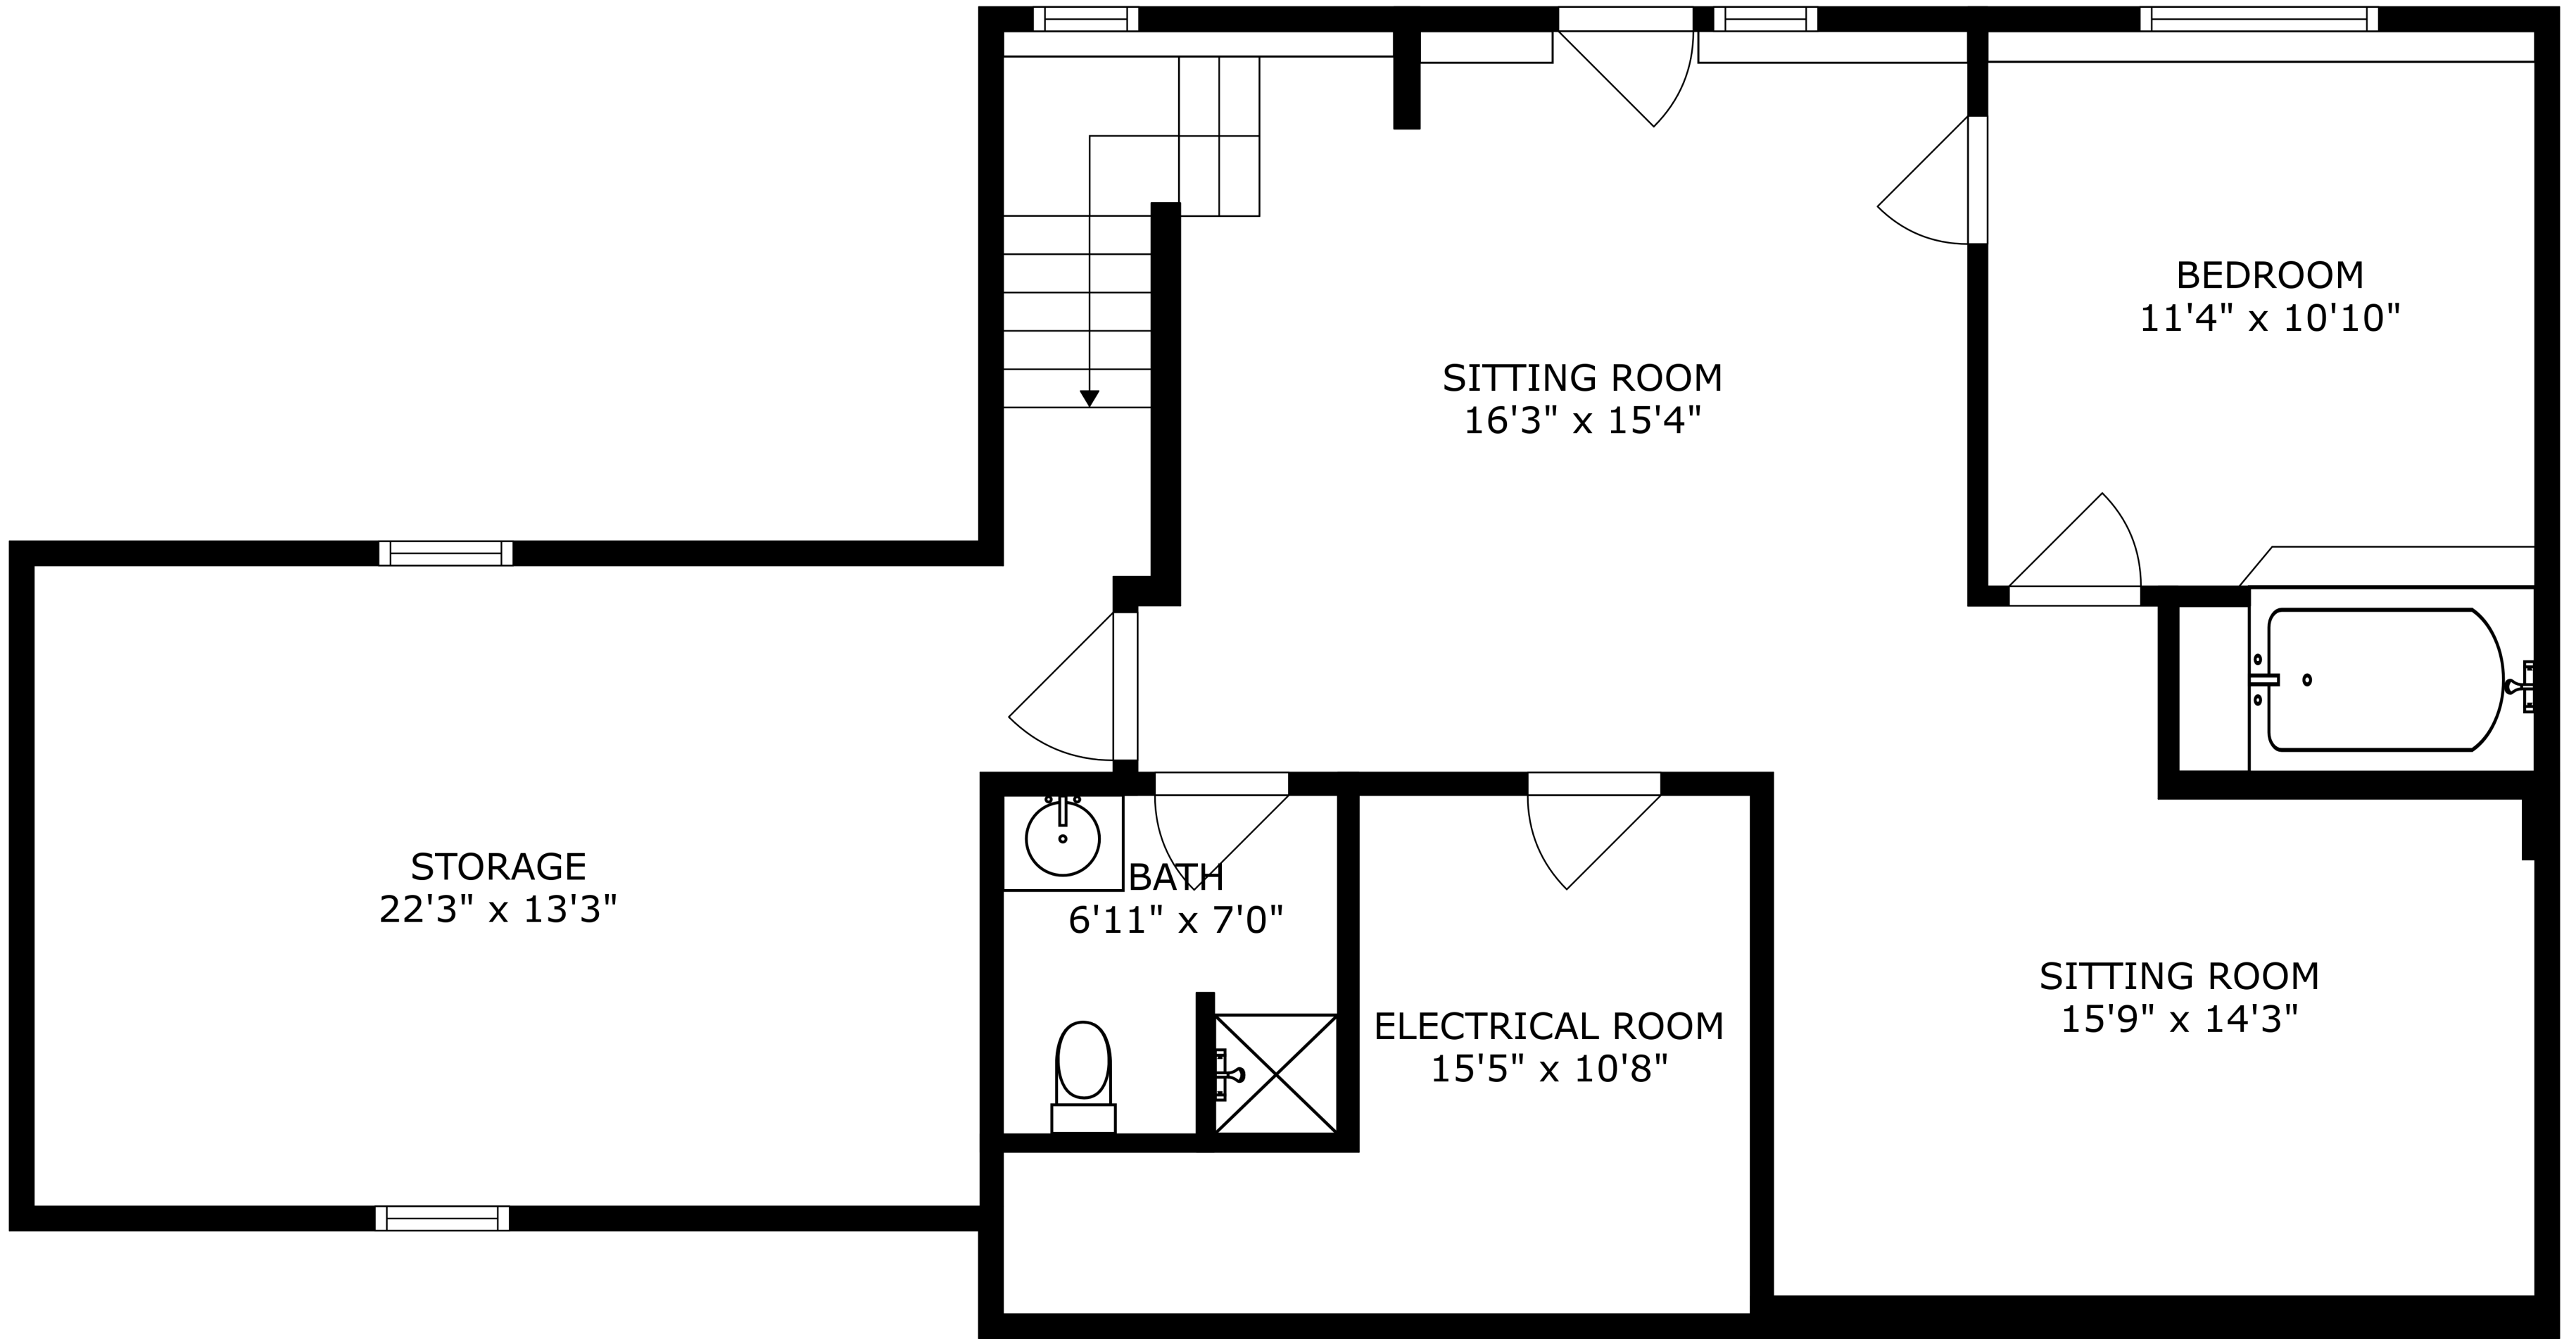 BEDROOM
11'4" x 10'10"
SITTING ROOM
16'3" x 15'4"
STORAGE
22'3" x 13'3"
BATH
6'11" x 7'0"
ELECTRICAL ROOM
15'5" x 10'8"
SITTING ROOM
15'9" x 14'3"